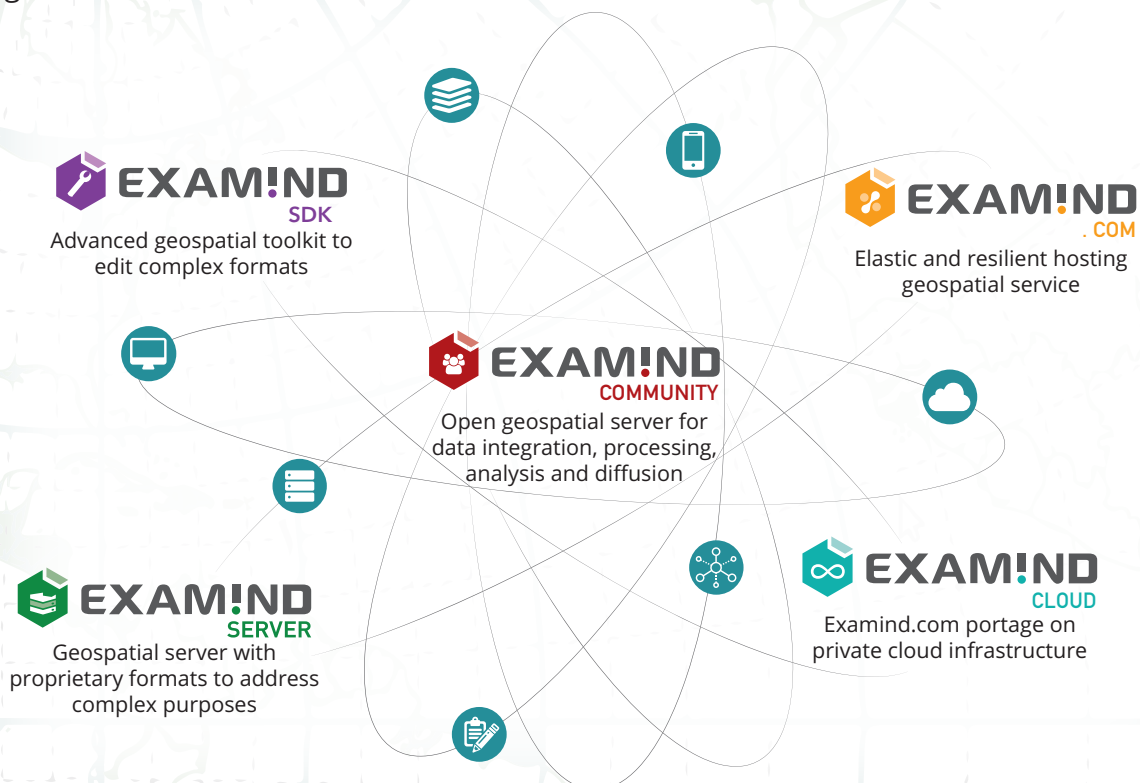 g
EXAM!ND
SDK
Advanced geospatial toolkit to
edit complex formats
EXAM!ND
. COM
Elastic and resilient hosting
geospatial service
EXAM!ND
COMMUNITY
Open geospatial server for
data integration, processing,
analysis and diffusion
EXAM!ND
SERVER
Geospatial server with
proprietary formats to address
complex purposes
EXAM!ND
CLOUD
Examind.com portage on
private cloud infrastructure